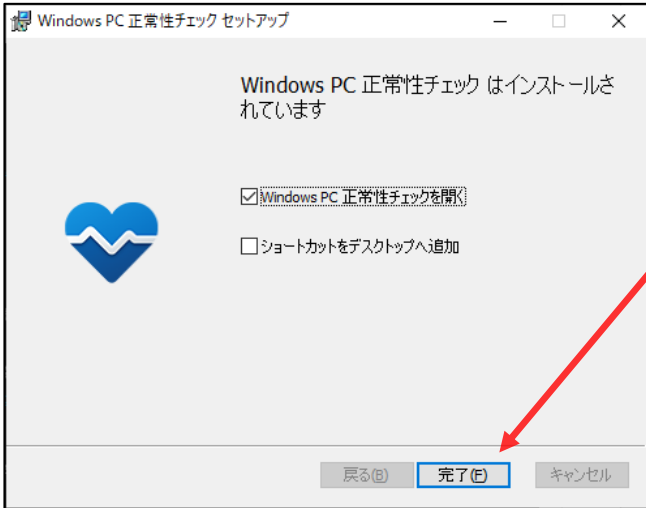 Windows PC 正常性チェック セットアップ
Windows PC 正常性チェック はインストールさ
れています
Windows PC 正常性チェックを開く
ショートカットをデスクトップへ追加
戻る(B) 完了(F) キャンセル